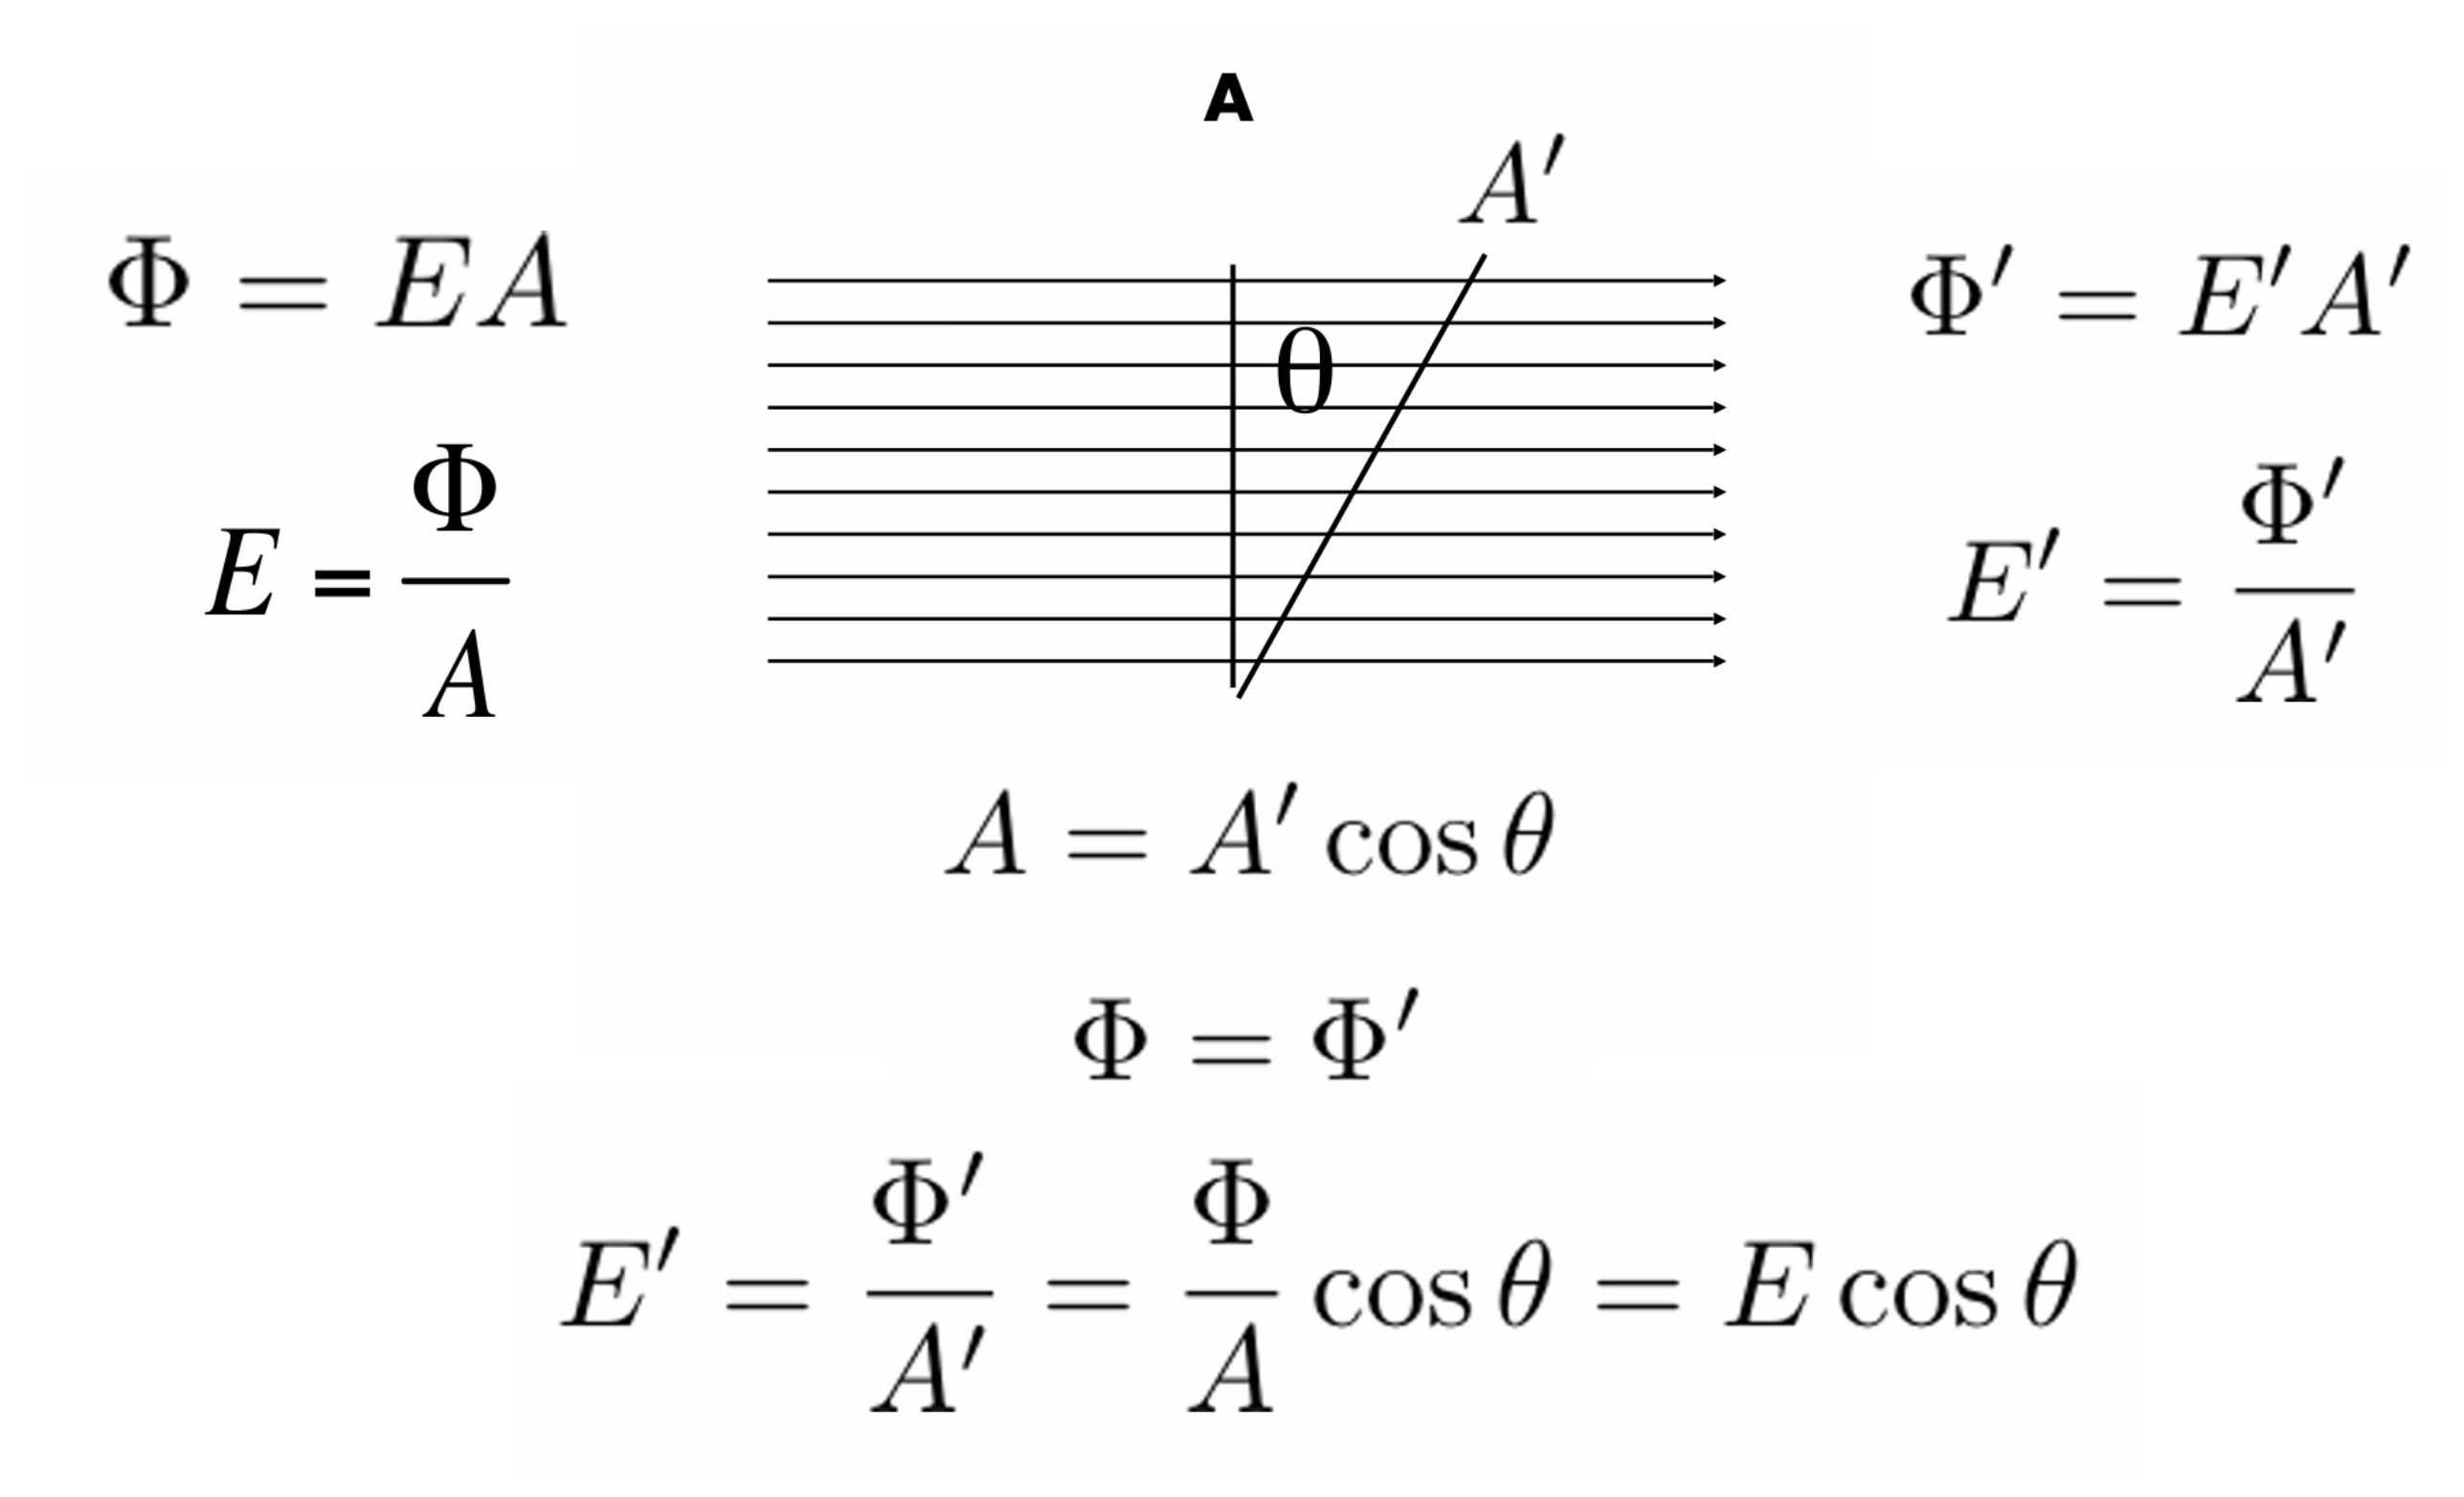 A
A′
Φ = EA
θ
Φ′ = E′A′
E = Φ/A
E′ = Φ′/A′
A = A′ cos θ
Φ = Φ′
E′ = Φ′/A′ = Φ/A cos θ = E cos θ